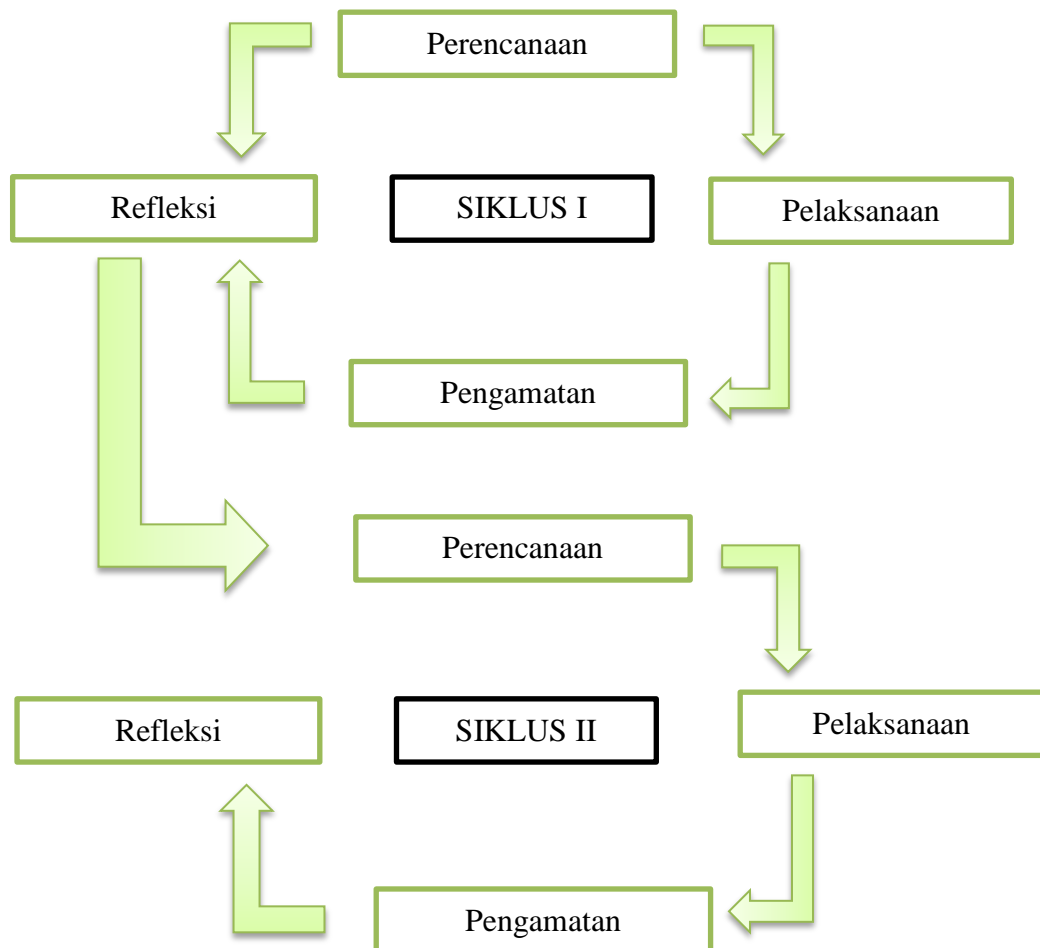 Perencanaan
Refleksi
SIKLUS I
Pelaksanaan
Pengamatan
Perencanaan
Refleksi
SIKLUS II
Pelaksanaan
Pengamatan